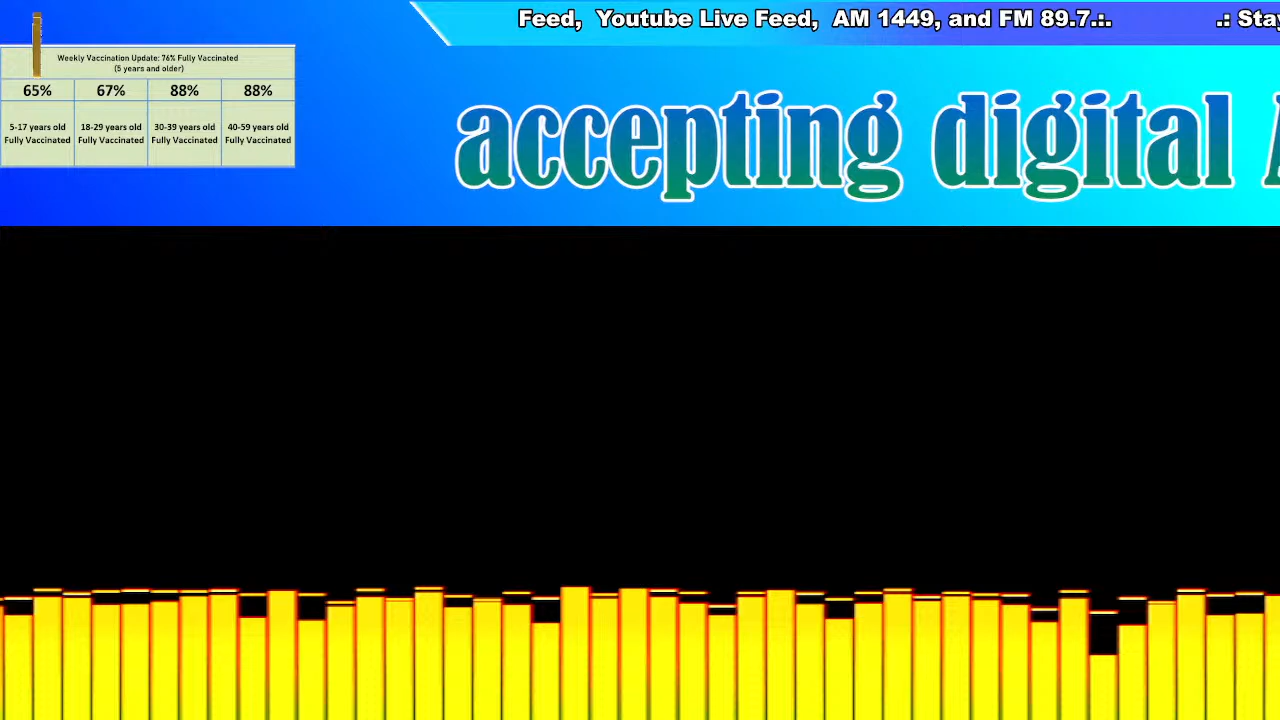 Feed, Youtube Live Feed, AM 1449, and FM 89.7.:. .: Stay
Weekly Vaccination Update: 76% Fully Vaccinated
(5 years and older)
65% 67% 88% 88%
5-17 years old 18-29 years old 30-39 years old 40-59 years old
Fully Vaccinated Fully Vaccinated Fully Vaccinated Fully Vaccinated
accepting digital